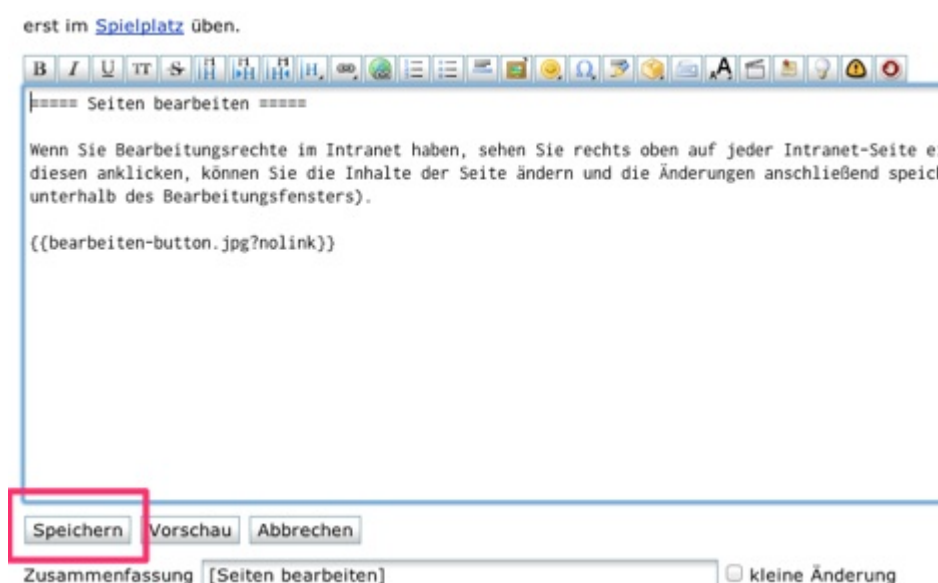 erst im Spielplatz üben.
B I U TT S
===== Seiten bearbeiten =====
Wenn Sie Bearbeitungsrechte im Intranet haben, sehen Sie rechts oben auf jeder Intranet-Seite
diesen anklicken, können Sie die Inhalte der Seite ändern und die Änderungen anschließend
unterhalb des Bearbeitungsfensters).
{{bearbeiten-button.jpg?nolink}}
Speichern Vorschau Abbrechen
Zusammenfassung [Seiten bearbeiten] kleine Änderung